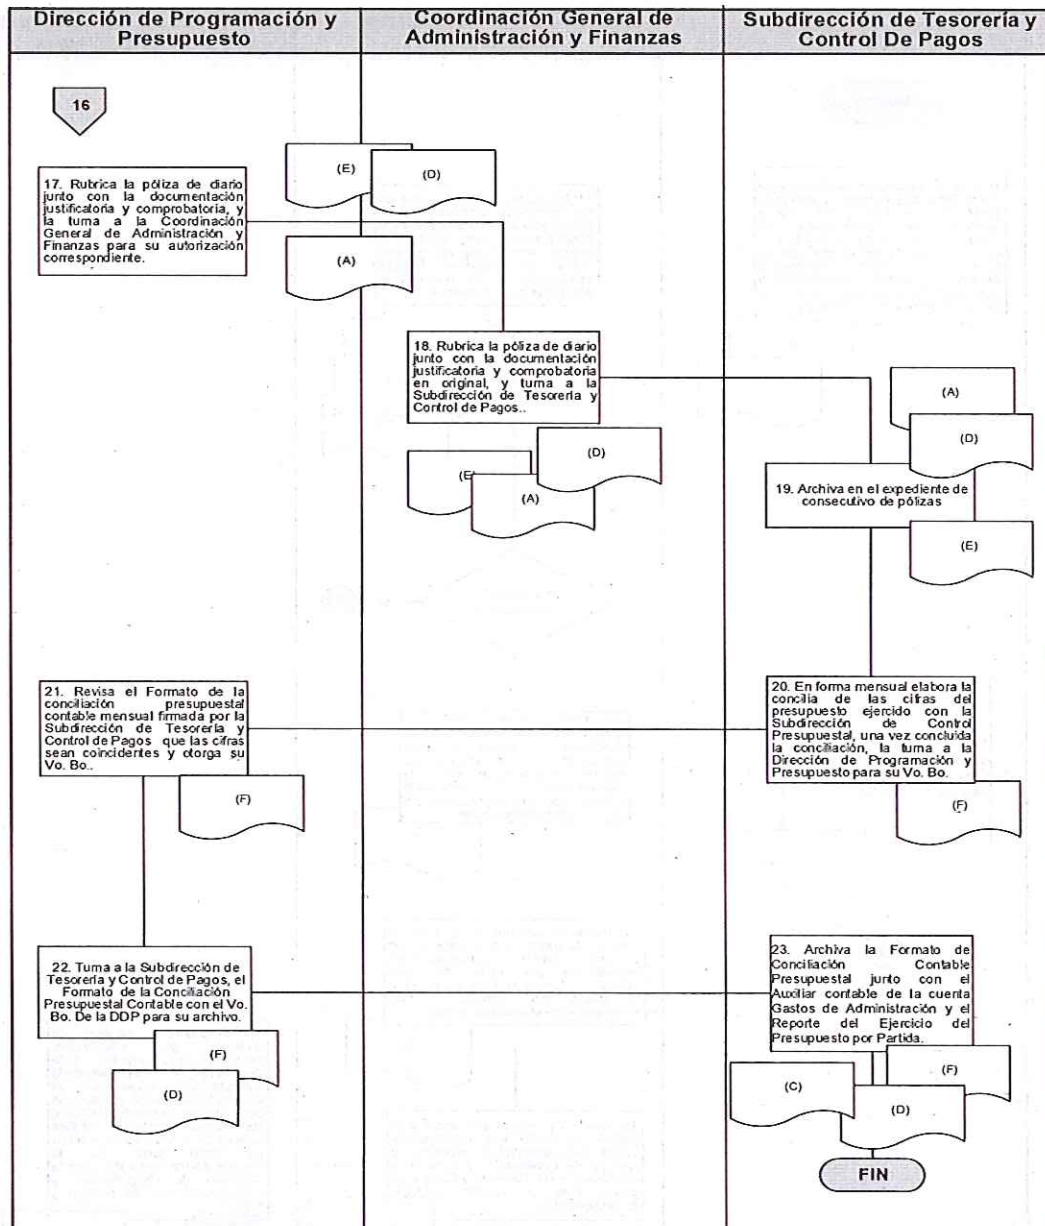 Dirección de Programación y
Presupuesto
Coordinación General de
Administración y Finanzas
Subdirección de Tesorería y
Control De Pagos
16
17. Rubrica la póliza de diario
junto con la documentación
justificatoria y comprobatoria, y
la turna a la Coordinación
General de Administración y
Finanzas para su autorización
correspondiente.
(E)
(D)
(A)
18. Rubrica la póliza de diario
junto con la documentación
justificatoria y comprobatoria
en original, y turna a la
Subdirección de Tesorería y
Control de Pagos..
(D)
(E)
(A)
(A)
(D)
19. Archiva en el expediente de
consecutivo de pólizas
(E)
21. Revisa el Formato de la
conciliación presupuestal
contable mensual firmada por la
Subdirección de Tesorería y
Control de Pagos que las cifras
sean coincidentes y otorga su
Vo. Bo..
(F)
20. En forma mensual elabora la
concilia de las cifras del
presupuesto ejercido con la
Subdirección de Control
Presupuestal, una vez concluida
la conciliación, la turna a la
Dirección de Programación y
Presupuesto para su Vo. Bo.
(F)
22. Turna a la Subdirección de
Tesorería y Control de Pagos, el
Formato de la Conciliación
Presupuestal Contable con el Vo.
Bo. De la DDP para su archivo.
(F)
(D)
23. Archiva la Formato de
Conciliación Contable
Presupuestal junto con el
Auxiliar contable de la cuenta
Gastos de Administración y el
Reporte del Ejercicio del
Presupuesto por Partida.
(F)
(C)
(D)
FIN